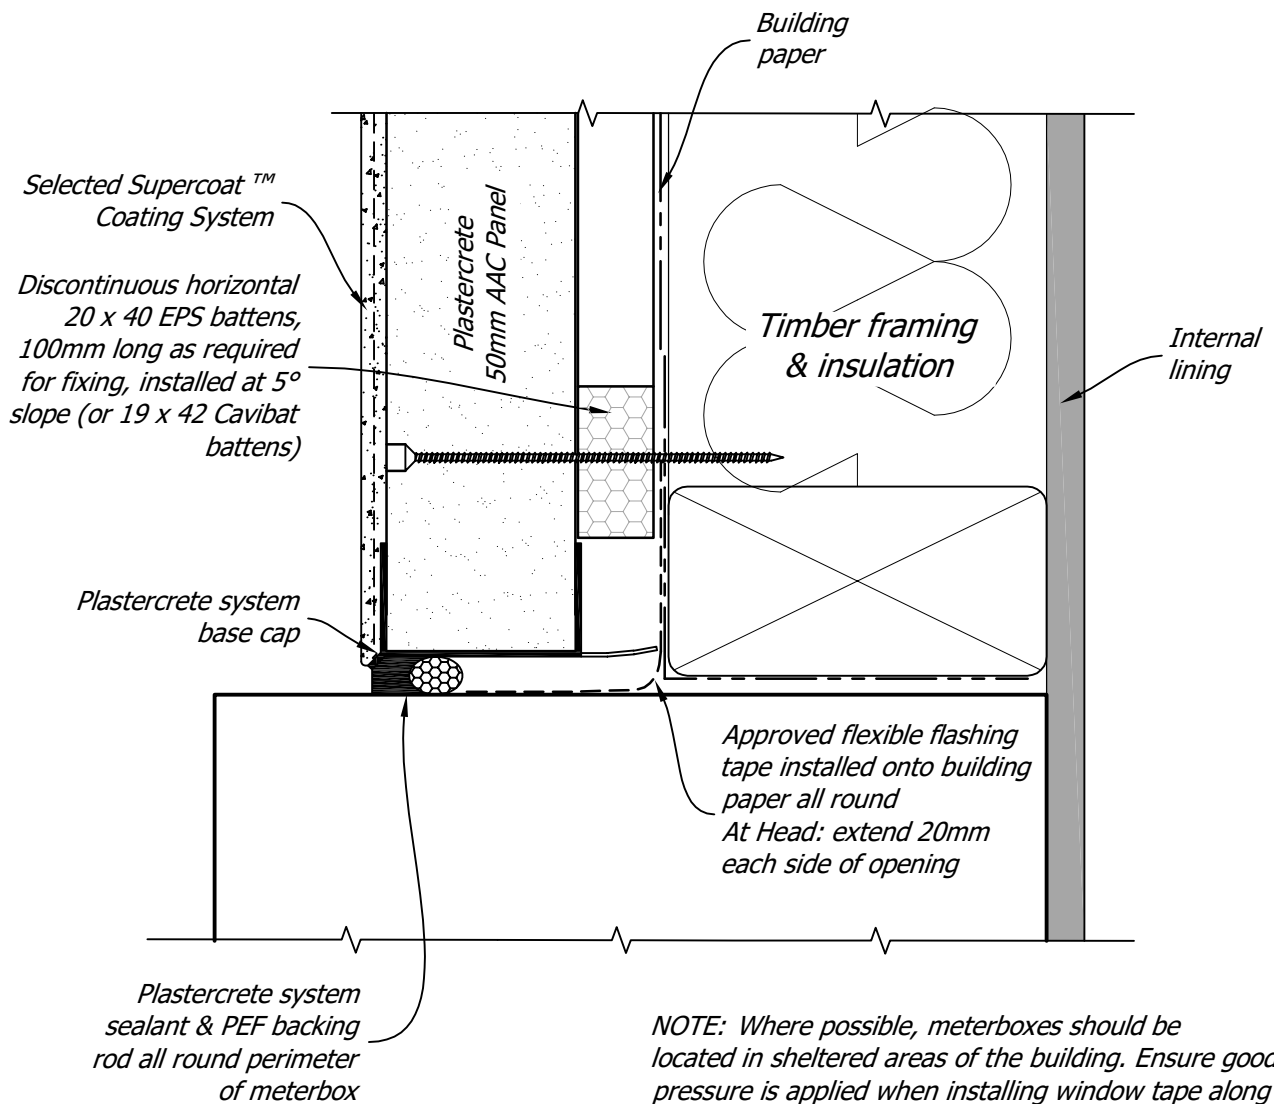 Building
paper
Selected Supercoat ™
Coating System
Plastercrete
50mm AAC Panel
Discontinuous horizontal
20 x 40 EPS battens,
100mm long as required
for fixing, installed at 5°
slope (or 19 x 42 Cavibat
battens)
Timber framing
& insulation
Internal
lining
Plastercrete system
base cap
Approved flexible flashing
tape installed onto building
paper all round
At Head: extend 20mm
each side of opening
Plastercrete system
sealant & PEF backing
rod all round perimeter
of meterbox
NOTE: Where possible, meterboxes should be
located in sheltered areas of the building. Ensure good
pressure is applied when installing window tape along